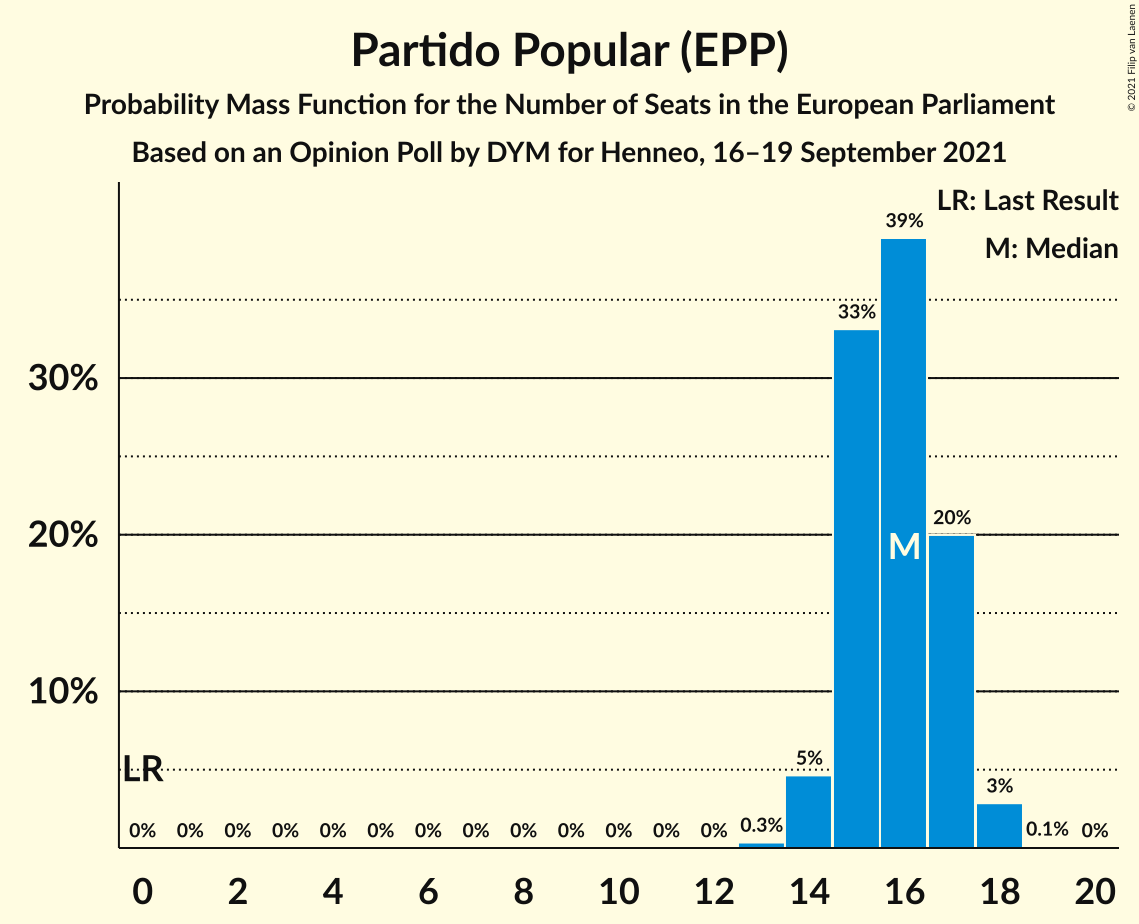 Partido Popular (EPP)
Probability Mass Function for the Number of Seats in the European Parliament
Based on an Opinion Poll by DYM for Henneo, 16–19 September 2021
© 2021 Filip van Laenen
LR: Last Result
M: Median
39%
33%
30%
20%
20%
M
10%
5%
LR
3%
0% 0% 0% 0% 0% 0% 0% 0% 0% 0% 0% 0% 0% 0.3% 0.1% 0%
0 2 4 6 8 10 12 14 16 18 20